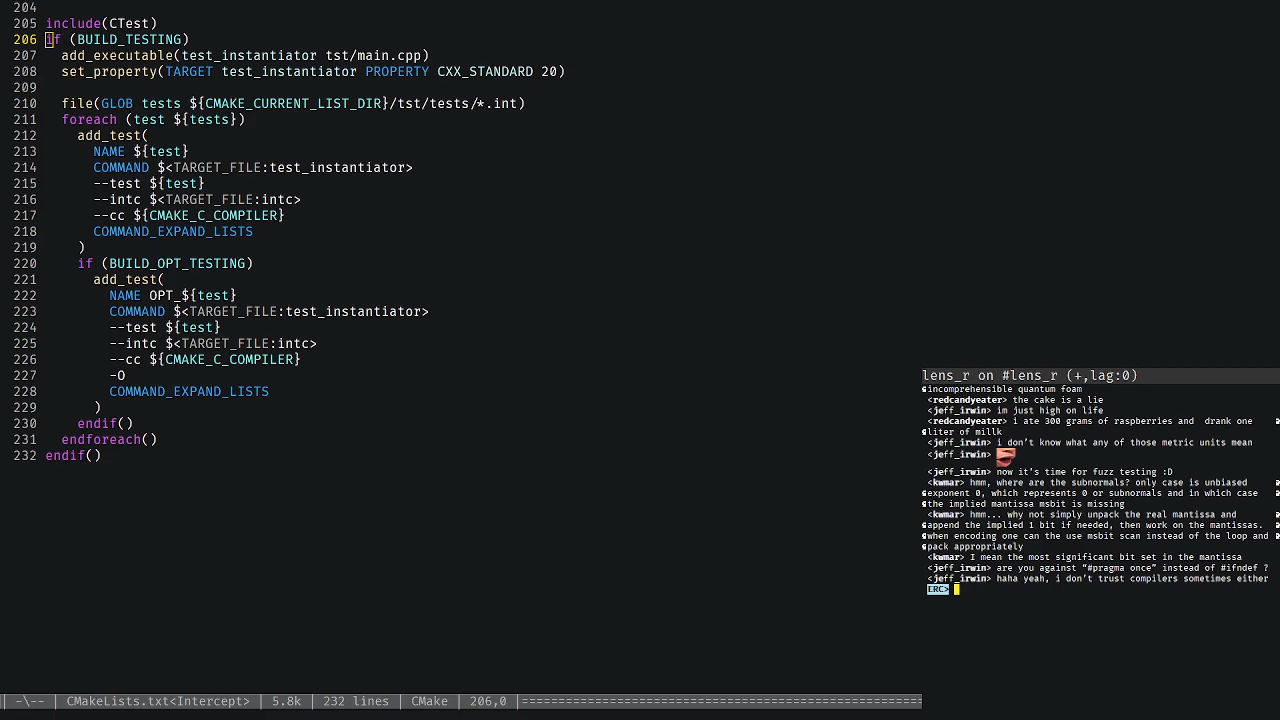 204
205 include(CTest)
206 if (BUILD_TESTING)
207   add_executable(test_instantiator tst/main.cpp)
208   set_property(TARGET test_instantiator PROPERTY CXX_STANDARD 20)
209
210   file(GLOB tests ${CMAKE_CURRENT_LIST_DIR}/tst/tests/*.int)
211   foreach (test ${tests})
212     add_test(
213       NAME ${test}
214       COMMAND $<TARGET_FILE:test_instantiator>
215       --test ${test}
216       --intc $<TARGET_FILE:intc>
217       --cc ${CMAKE_C_COMPILER}
218       COMMAND_EXPAND_LISTS
219     )
220     if (BUILD_OPT_TESTING)
221       add_test(
222         NAME OPT_${test}
223         COMMAND $<TARGET_FILE:test_instantiator>
224         --test ${test}
225         --intc $<TARGET_FILE:intc>
226         --cc ${CMAKE_C_COMPILER}
227         -O
228         COMMAND_EXPAND_LISTS
229       )
230     endif()
231   endforeach()
232 endif()
lens_r on #lens_r (+,lag:0)
incomprehensible quantum foam
<redcandyeater> the cake is a lie
<jeff_irwin> im just high on life
<redcandyeater> i ate 300 grams of raspberries and  drank one
liter of millk
<jeff_irwin> i don't know what any of those metric units mean
<jeff_irwin>
<jeff_irwin> now it's time for fuzz testing :D
<kwmar> hmm, where are the subnormals? only case is unbiased
exponent 0, which represents 0 or subnormals and in which case
the implied mantissa msbit is missing
<kwmar> hmm... why not simply unpack the real mantissa and
append the implied 1 bit if needed, then work on the mantissas.
when encoding one can the use msbit scan instead of the loop and
pack appropriately
<kwmar> I mean the most significant bit set in the mantissa
<jeff_irwin> are you against “#pragma once” instead of #ifndef ?
<jeff_irwin> haha yeah, i don't trust compilers sometimes either
ERC>
-\-- | CMakeLists.txt<Intercept> | 5.8k | 232 lines | CMake | 206,0